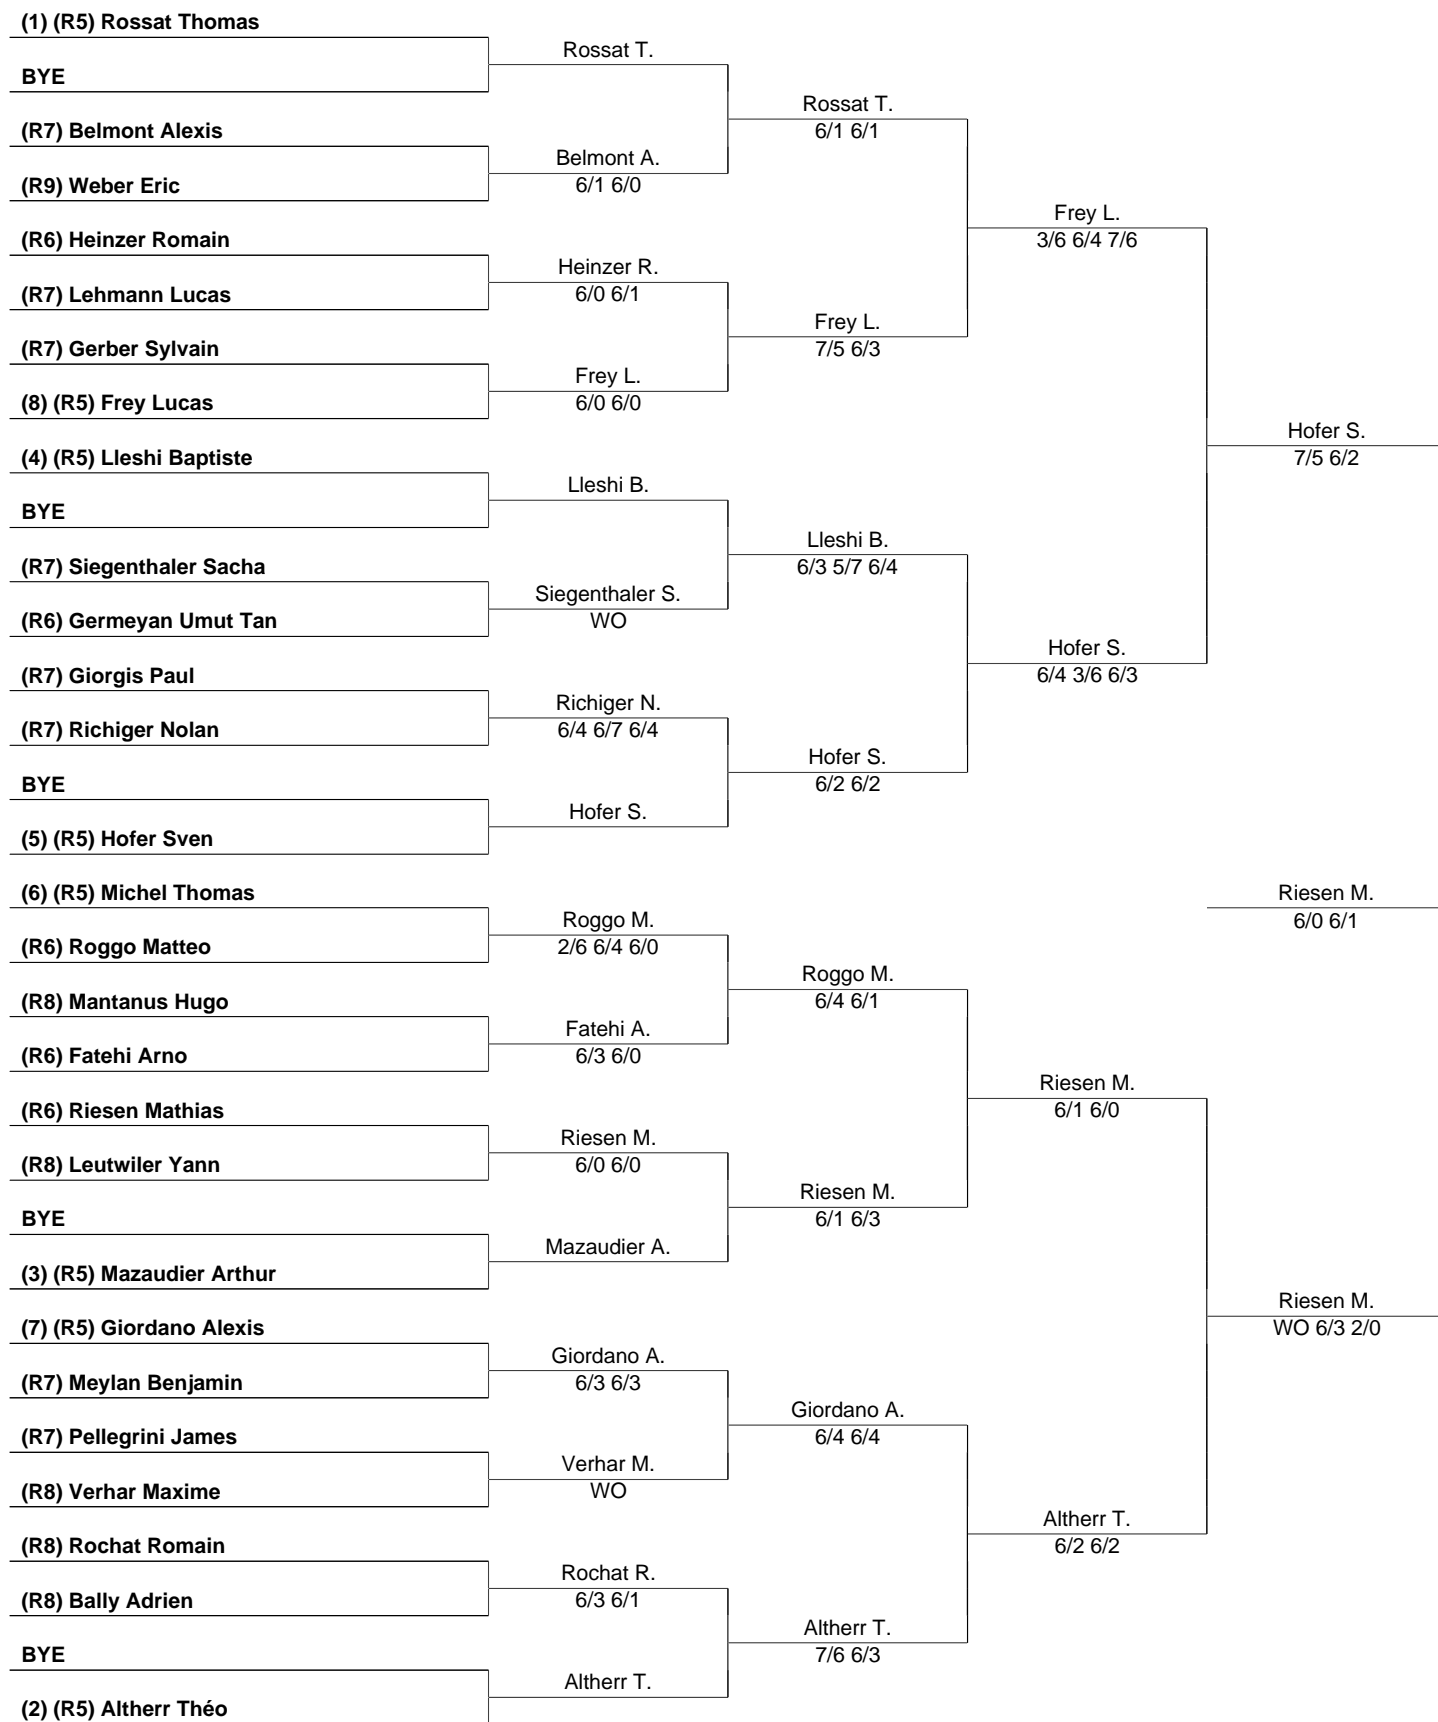 (1) (R5) Rossat Thomas
BYE
(R7) Belmont Alexis
(R9) Weber Eric
(R6) Heinzer Romain
(R7) Lehmann Lucas
(R7) Gerber Sylvain
(8) (R5) Frey Lucas
(4) (R5) Lleshi Baptiste
BYE
(R7) Siegenthaler Sacha
(R6) Germeyan Umut Tan
(R7) Giorgis Paul
(R7) Richiger Nolan
BYE
(5) (R5) Hofer Sven
(6) (R5) Michel Thomas
(R6) Roggo Matteo
(R8) Mantanus Hugo
(R6) Fatehi Arno
(R6) Riesen Mathias
(R8) Leutwiler Yann
BYE
(3) (R5) Mazaudier Arthur
(7) (R5) Giordano Alexis
(R7) Meylan Benjamin
(R7) Pellegrini James
(R8) Verhar Maxime
(R8) Rochat Romain
(R8) Bally Adrien
BYE
(2) (R5) Altherr Théo
Rossat T.
Belmont A.
6/1 6/0
Heinzer R.
6/0 6/1
Frey L.
6/0 6/0
Lleshi B.
Siegenthaler S.
WO
Richiger N.
6/4 6/7 6/4
Hofer S.
Roggo M.
2/6 6/4 6/0
Fatehi A.
6/3 6/0
Riesen M.
6/0 6/0
Mazaudier A.
Giordano A.
6/3 6/3
Verhar M.
WO
Rochat R.
6/3 6/1
Altherr T.
Rossat T.
6/1 6/1
Frey L.
7/5 6/3
Lleshi B.
6/3 5/7 6/4
Hofer S.
6/2 6/2
Roggo M.
6/4 6/1
Riesen M.
6/1 6/3
Giordano A.
6/4 6/4
Altherr T.
7/6 6/3
Frey L.
3/6 6/4 7/6
Hofer S.
6/4 3/6 6/3
Riesen M.
6/1 6/0
Altherr T.
6/2 6/2
Hofer S.
7/5 6/2
Riesen M.
6/0 6/1
Riesen M.
WO 6/3 2/0